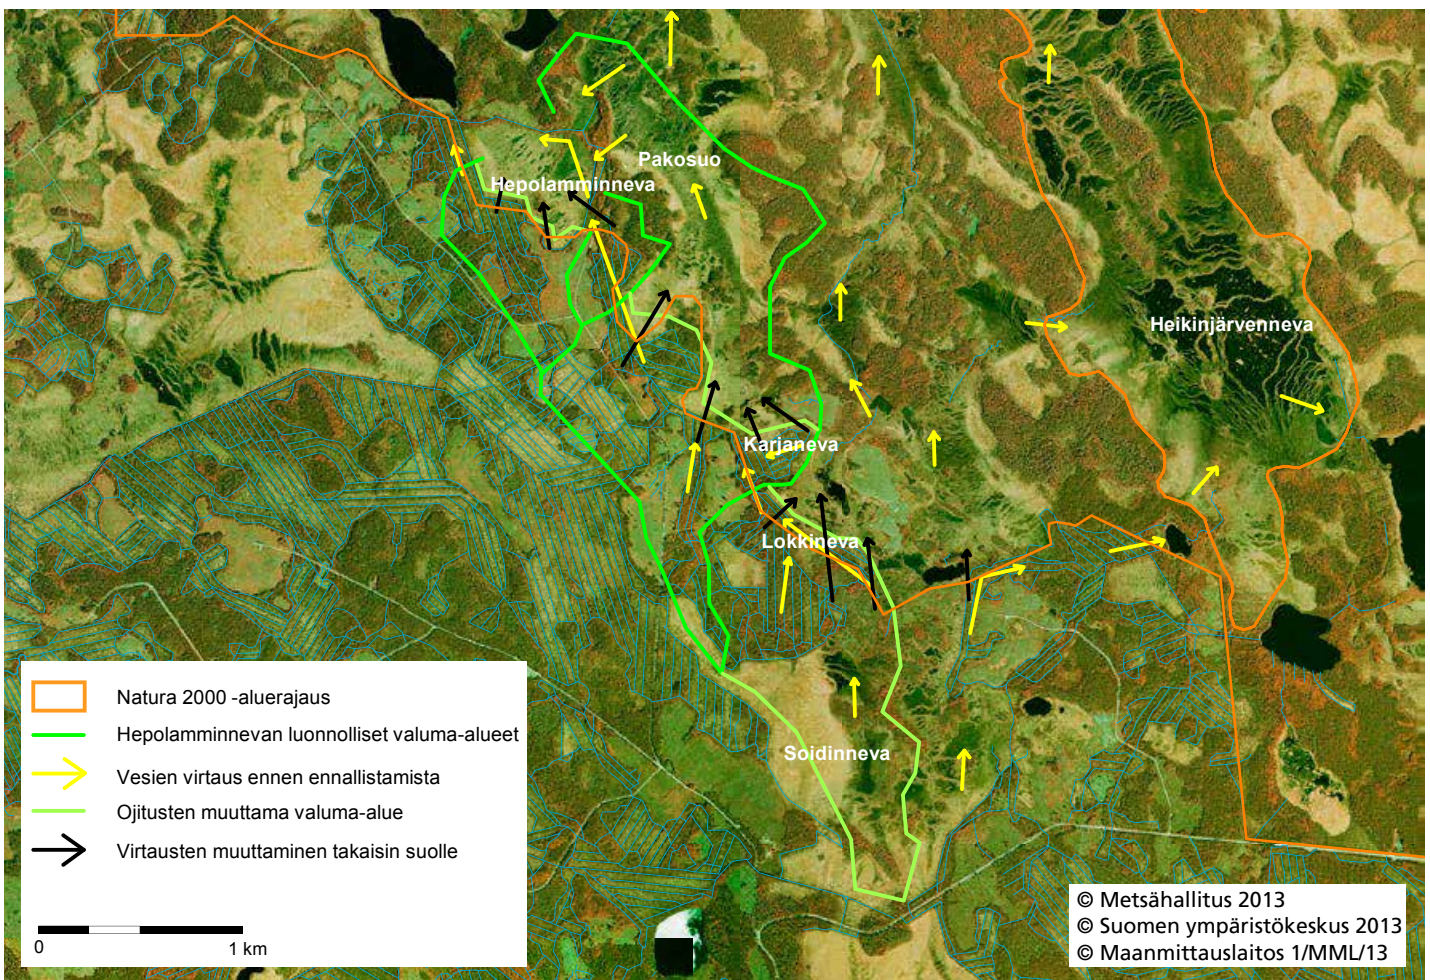 Pakosuo
Hepolamminneva
Heikinjärvenneva
Karjaneva
Lokkineva
Soidinneva
Natura 2000 -aluerajaus
Hepolamminnevan luonnolliset valuma-alueet
Vesien virtaus ennen ennallistamista
Ojitusten muuttama valuma-alue
Virtausten muuttaminen takaisin suolle
0 1 km
© Metsähallitus 2013
© Suomen ympäristökeskus 2013
© Maanmittauslaitos 1/MML/13